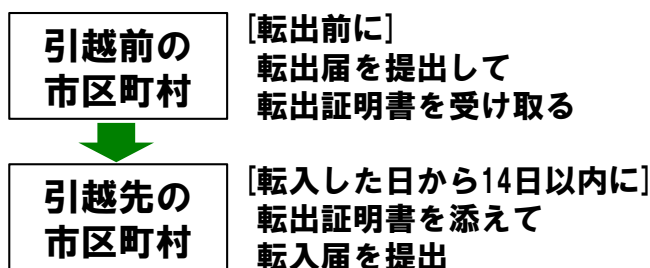 引越前の
市区町村
[転出前に]
転出届を提出して
転出証明書を受け取る
引越先の
市区町村
[転入した日から14日以内に]
転出証明書を添えて
転入届を提出